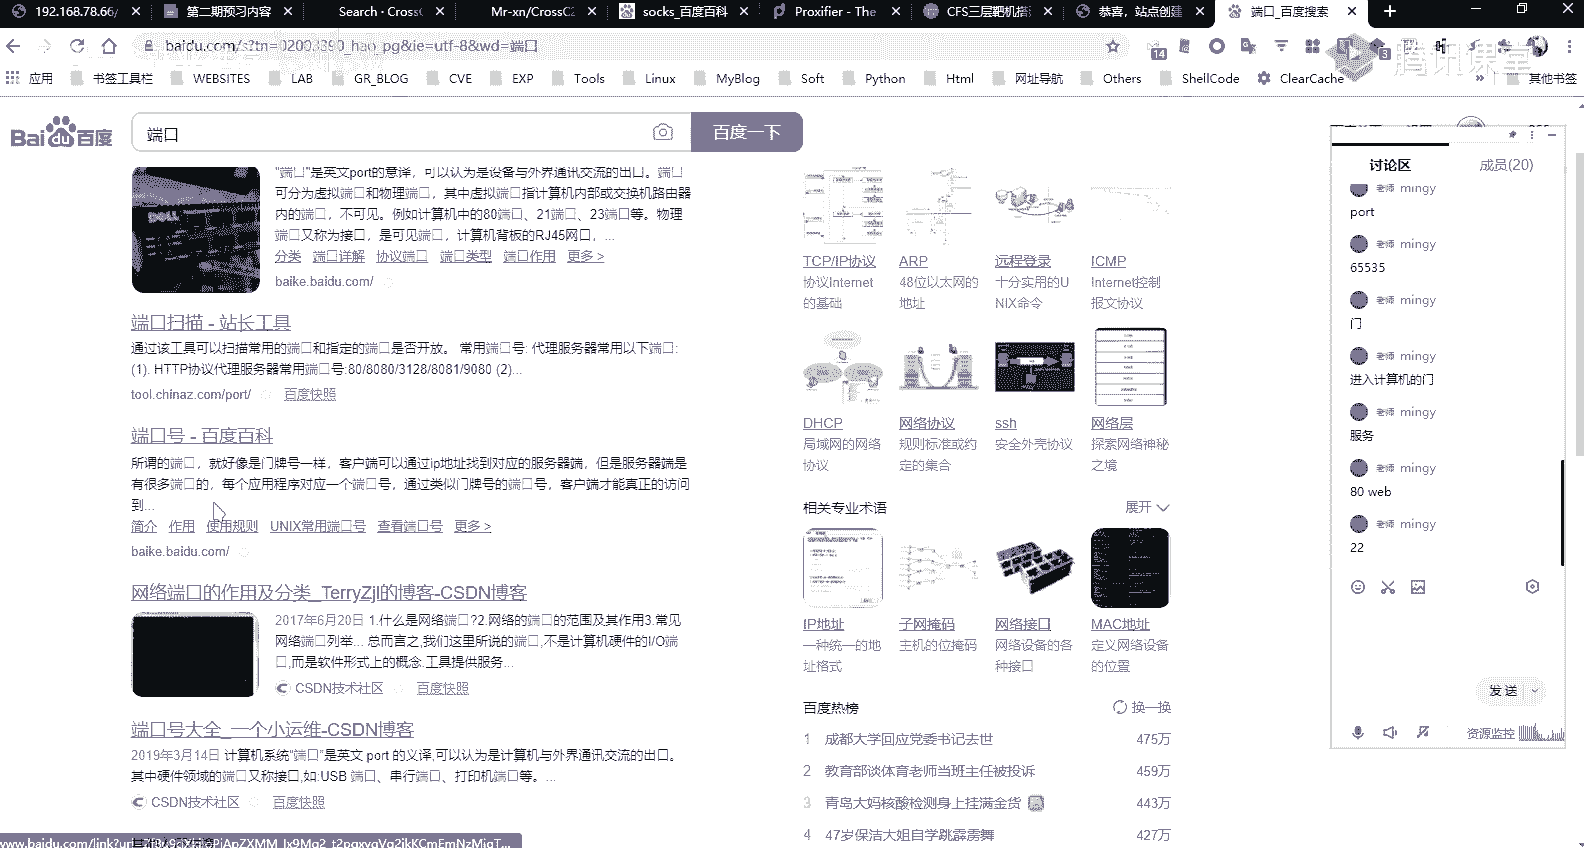 192.168.78.66/
第二期预习内容
Search · Cross
Mr-xn/CrossC2
socks_百度百科
Proxifier - The
CFS三层靶机搭
恭喜，站点创建
端口_百度搜索
baidu.com/s?tn=02003390_hao_pg&ie=utf-8&wd=端口
14
3
应用
书签工具栏
WEBSITES
LAB
GR_BLOG
CVE
EXP
Tools
Linux
MyBlog
Soft
Python
Html
网址导航
Others
ShellCode
ClearCache
其他书签
腾讯课堂
Bai du 百度
端口
百度一下
"端口"是英文port的意译，可以认为是设备与外界通讯交流的出口。端口
可分为虚拟端口和物理端口，其中虚拟端口指计算机内部或交换机路由器
内的端口，不可见。例如计算机中的80端口、21端口、23端口等。物理
端口又称为接口，是可见端口，计算机背板的RJ45网口，...
分类 端口详解 协议端口 端口类型 端口作用 更多 >
baike.baidu.com/
端口扫描 - 站长工具
通过该工具可以扫描常用的端口和指定的端口是否开放。 常用端口号: 代理服务器常用以下端口:
(1). HTTP协议代理服务器常用端口号:80/8080/3128/8081/9080 (2)...
tool.chinaz.com/port/ 百度快照
端口号 - 百度百科
所谓的端口，就好像是门牌号一样，客户端可以通过ip地址找到对应的服务器端，但是服务器端是
有很多端口的，每个应用程序对应一个端口号，通过类似门牌号的端口号，客户端才能真正的访问
到...
简介 作用 使用规则 UNIX常用端口号 查看端口号 更多 >
baike.baidu.com/
网络端口的作用及分类_TerryZjl的博客-CSDN博客
2017年6月20日 1.什么是网络端口?2.网络的端口的范围及其作用3.常见
网络端口列举... 总而言之,我们这里所说的端口,不是计算机硬件的I/O端
口,而是软件形式上的概念.工具提供服务...
CSDN技术社区 百度快照
端口号大全_一个小运维-CSDN博客
2019年3月14日 计算机系统"端口"是英文 port 的义译,可以认为是计算机与外界通讯交流的出口。
其中硬件领域的端口又称接口,如:USB 端口、串行端口、打印机端口等。...
CSDN技术社区 百度快照
TCP/IP协议
协议Internet
的基础
ARP
48位以太网的
地址
远程登录
十分实用的U
NIX命令
ICMP
Internet控制
报文协议
DHCP
局域网的网络
协议
网络协议
规则标准或约
定的集合
ssh
安全外壳协议
网络层
探索网络神秘
之境
相关专业术语
展开
IP地址
一种统一的地
址格式
子网掩码
主机的位掩码
网络接口
网络设备的各
种接口
MAC地址
定义网络设备
的位置
百度热榜
换一换
1 成都大学回应党委书记去世 475万
2 教育部谈体育老师当班主任被投诉 459万
3 青岛大妈核酸检测身上挂满金货 443万
4 47岁保洁大姐自学跳霹雳舞 427万
讨论区
成员(20)
老师 mingy
port
老师 mingy
65535
老师 mingy
门
老师 mingy
进入计算机的门
老师 mingy
服务
老师 mingy
80 web
老师 mingy
22
发送
资源监控